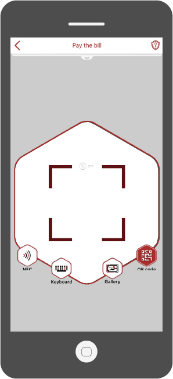 Pay the bill
NFC
Keyboard
Gallery
QR code